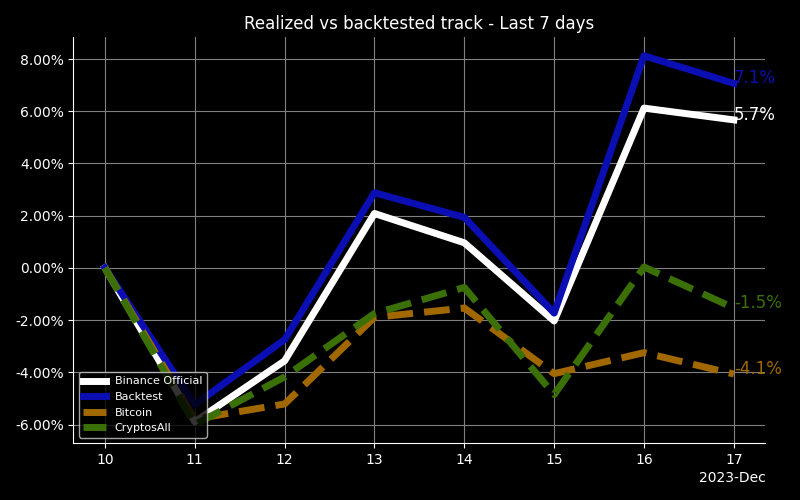 Realized vs backtested track - Last 7 days
8.00%
6.00%
4.00%
2.00%
0.00%
-2.00%
-4.00%
-6.00%
7.1%
5.7%
-1.5%
-4.1%
Binance Official
Backtest
Bitcoin
CryptosAll
10 11 12 13 14 15 16 17
2023-Dec